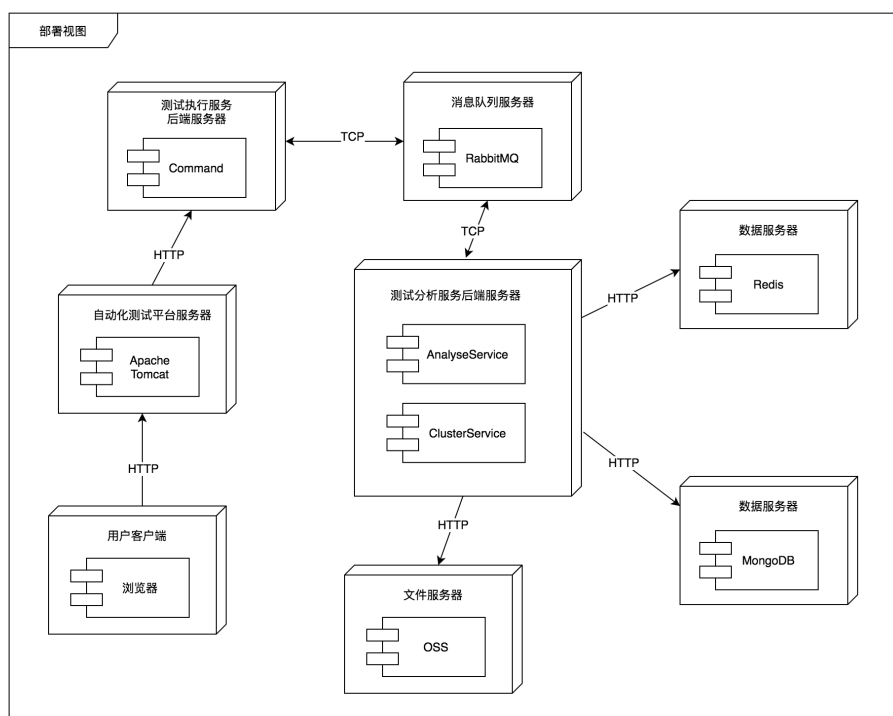 部署视图
测试执行服务
后端服务器
Command
TCP
消息队列服务器
RabbitMQ
TCP
HTTP
自动化测试平台服务器
Apache
Tomcat
HTTP
用户客户端
浏览器
测试分析服务后端服务器
AnalyseService
ClusterService
HTTP
数据服务器
Redis
HTTP
数据服务器
MongoDB
HTTP
文件服务器
OSS